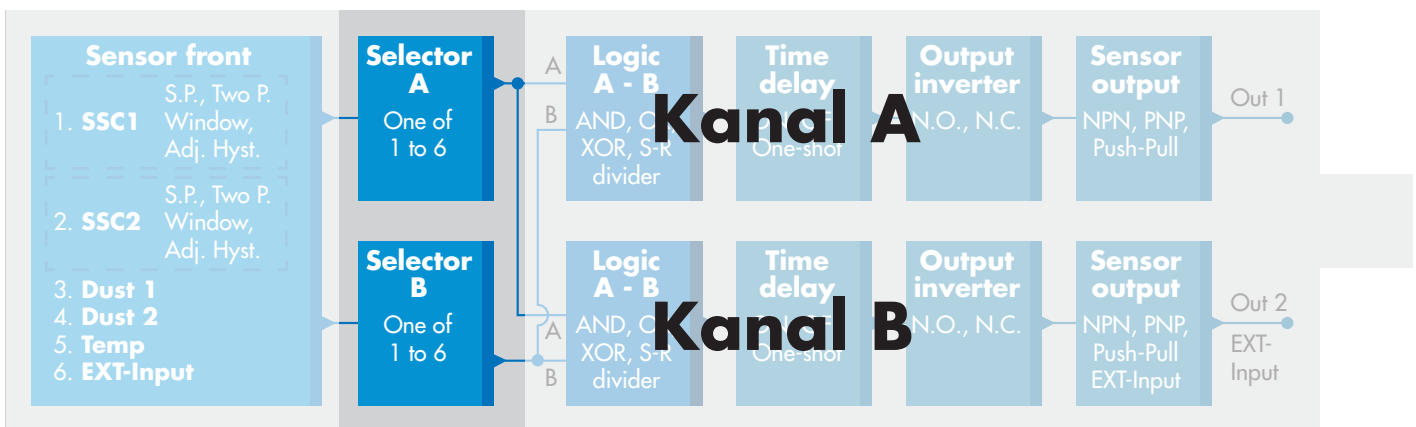 Sensor front
1. SSC1
S.P., Two P.
Window,
Adj. Hyst.
2. SSC2
S.P., Two P.
Window,
Adj. Hyst.
3. Dust 1
4. Dust 2
5. Temp
6. EXT-Input
Selector
A
One of
1 to 6
Selector
B
One of
1 to 6
Kanal A
A
B
Logic
A - B
AND,
XOR, S-R
divider
Time
delay
One-shot
Output
inverter
N.O., N.C.
Sensor
output
NPN, PNP,
Push-Pull
Out 1
Kanal B
A
B
Logic
A - B
AND,
XOR, S-R
divider
Time
delay
One-shot
Output
inverter
N.O., N.C.
Sensor
output
NPN, PNP,
Push-Pull
EXT-Input
Out 2
EXT-
Input